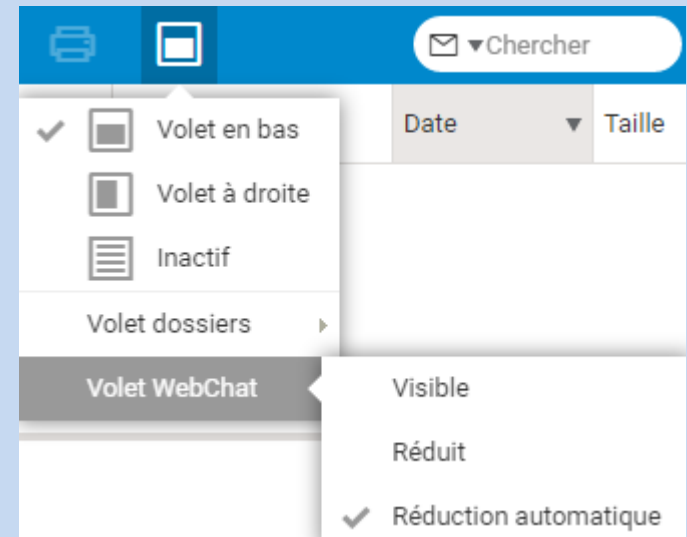 Chercher
Volet en bas
Date
Taille
Volet à droite
Inactif
Volet dossiers
Volet WebChat
Visible
Réduit
Réduction automatique